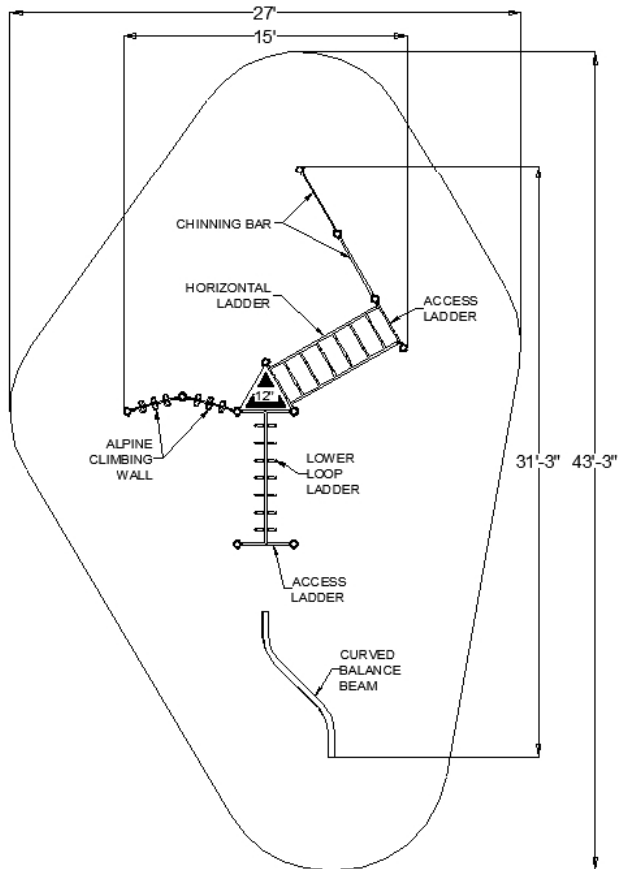 27'
15'
CHINNING BAR
HORIZONTAL
LADDER
ACCESS
LADDER
12"
ALPINE
CLIMBING
WALL
LOWER
LOOP
LADDER
31'-3"
43'-3"
ACCESS
LADDER
CURVED
BALANCE
BEAM